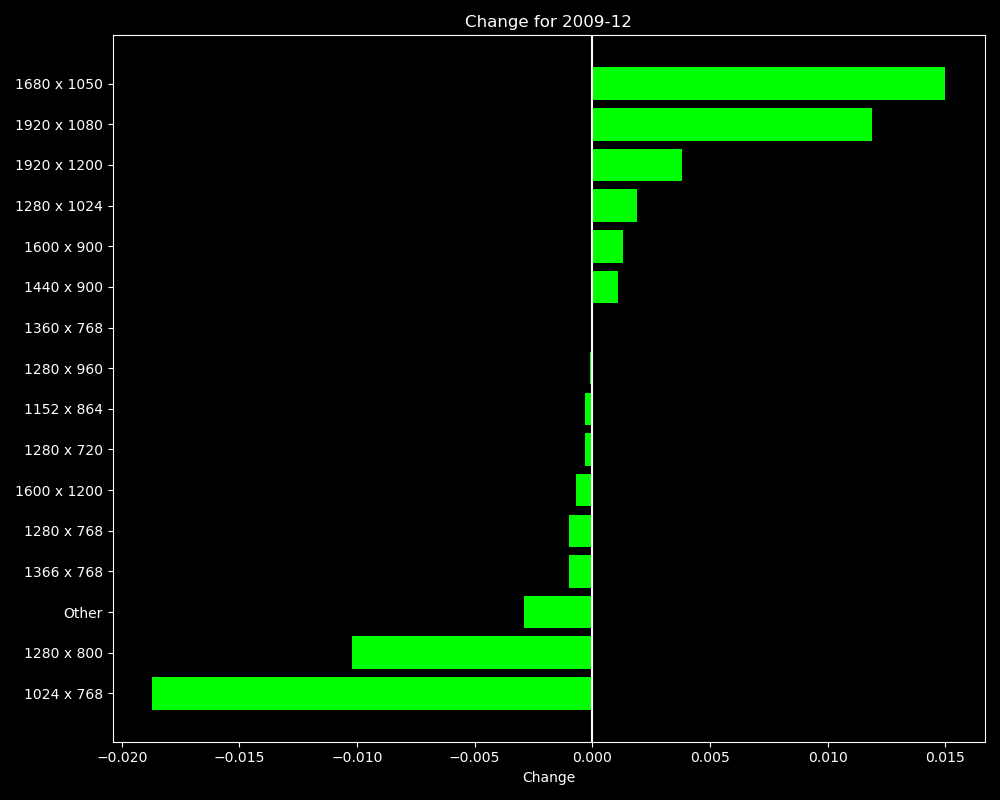 Change for 2009-12
1680 x 1050
1920 x 1080
1920 x 1200
1280 x 1024
1600 x 900
1440 x 900
1360 x 768
1280 x 960
1152 x 864
1280 x 720
1600 x 1200
1280 x 768
1366 x 768
Other
1280 x 800
1024 x 768
−0.020 −0.015 −0.010 −0.005 0.000 0.005 0.010 0.015
Change